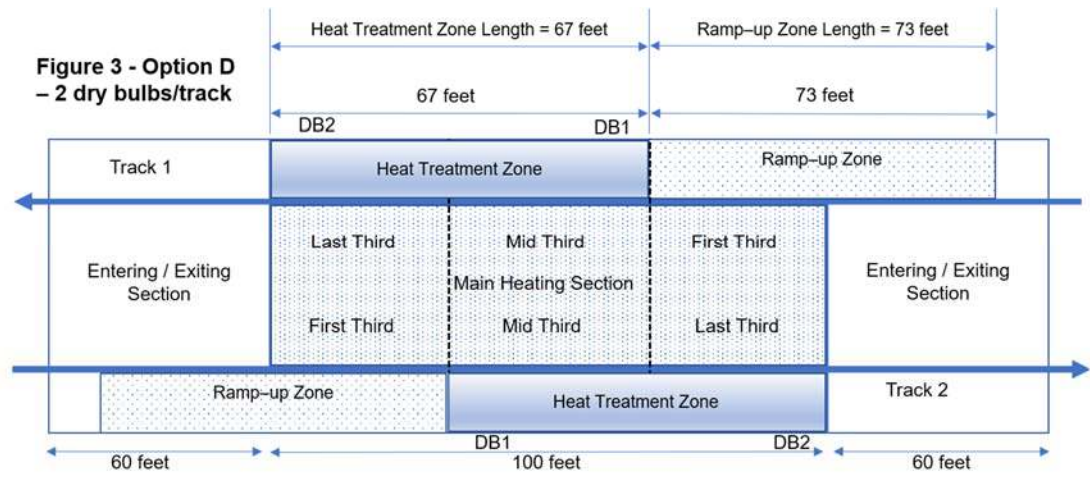 Heat Treatment Zone Length = 67 feet
Ramp–up Zone Length = 73 feet
Figure 3 - Option D
– 2 dry bulbs/track
67 feet
73 feet
DB2
DB1
Track 1
Heat Treatment Zone
Ramp–up Zone
Last Third
Mid Third
First Third
Entering / Exiting
Section
Main Heating Section
Entering / Exiting
Section
First Third
Mid Third
Last Third
Ramp–up Zone
Heat Treatment Zone
Track 2
DB1
DB2
60 feet
100 feet
60 feet